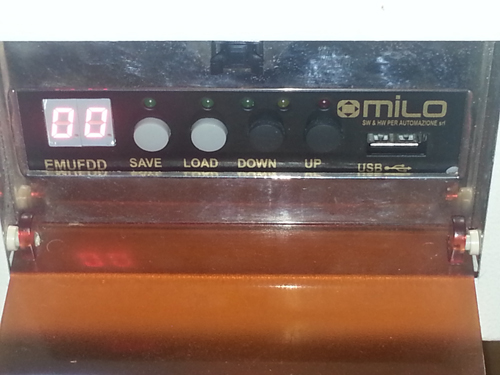 00
MILO
SW & HW PER AUTOMAZIONE srl
EMUFDD SAVE LOAD DOWN UP USB